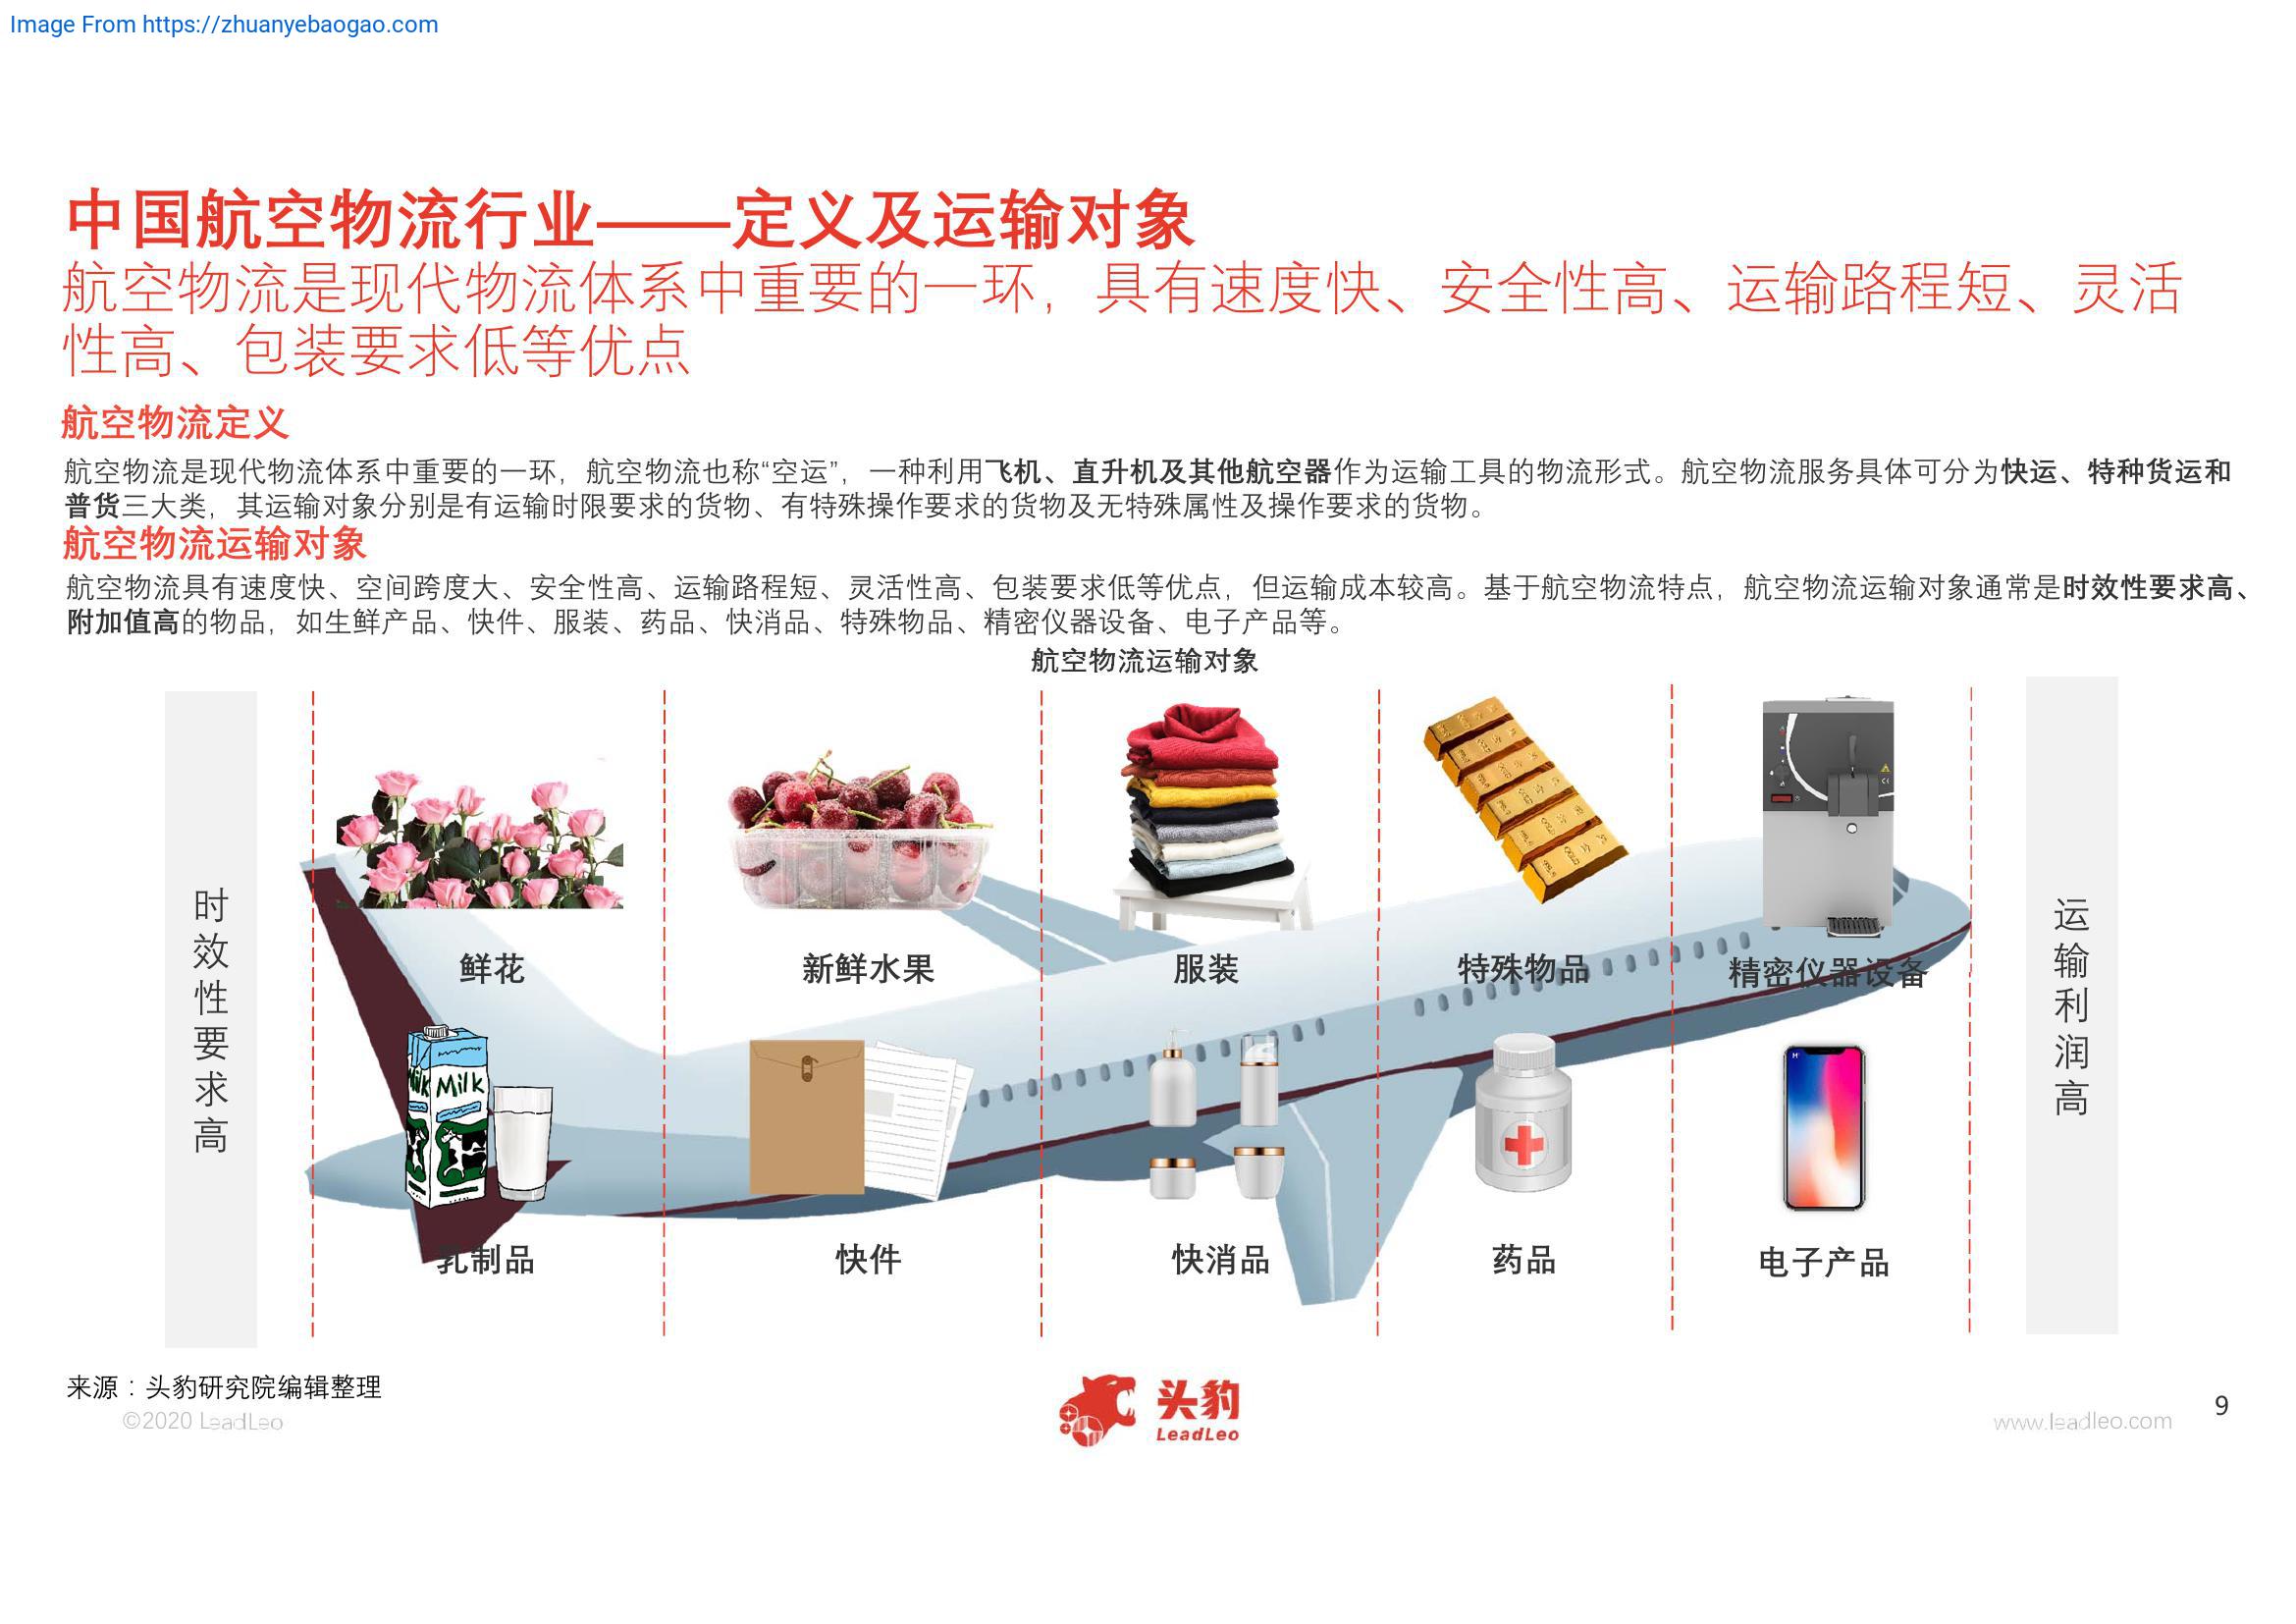 Image From https://zhuanyebaogao.com
中国航空物流行业——定义及运输对象
航空物流是现代物流体系中重要的一环，具有速度快、安全性高、运输路程短、灵活
性高、包装要求低等优点
航空物流定义
航空物流是现代物流体系中重要的一环，航空物流也称“空运”，一种利用飞机、直升机及其他航空器作为运输工具的物流形式。航空物流服务具体可分为快运、特种货运和
普货三大类，其运输对象分别是有运输时限要求的货物、有特殊操作要求的货物及无特殊属性及操作要求的货物。
航空物流运输对象
航空物流具有速度快、空间跨度大、安全性高、运输路程短、灵活性高、包装要求低等优点，但运输成本较高。基于航空物流特点，航空物流运输对象通常是时效性要求高、
附加值高的物品，如生鲜产品、快件、服装、药品、快消品、特殊物品、精密仪器设备、电子产品等。
航空物流运输对象
时效性要求高
鲜花
新鲜水果
服装
特殊物品
精密仪器设备
Milk
乳制品
快件
快消品
药品
电子产品
运输利润高
来源：头豹研究院编辑整理
©2020 LeadLeo
头豹
LeadLeo
www.leadleo.com
9